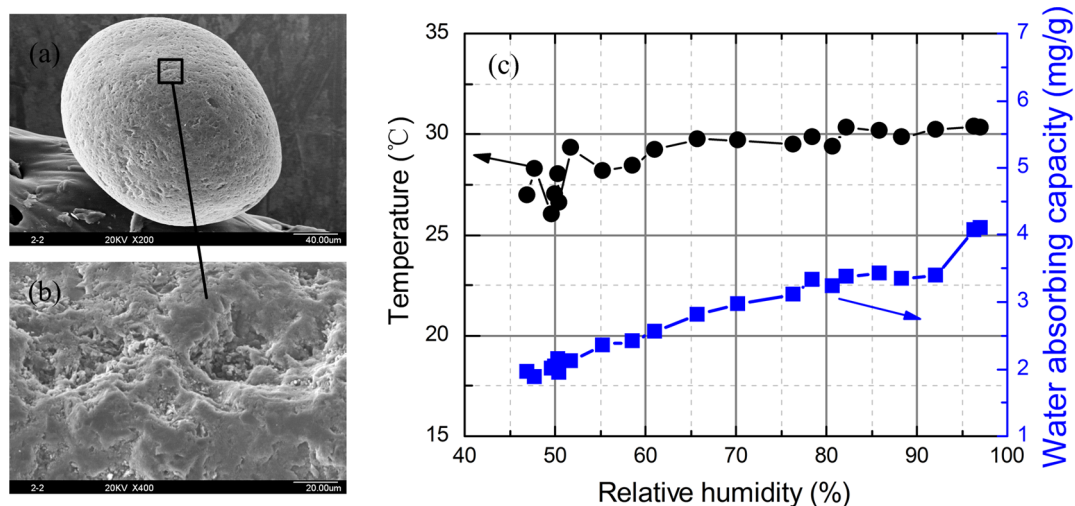 (a)
2-2 20KV X200 40.00um
(b)
2-2 20KV X400 20.00um
(c)
Temperature (℃)
35
30
25
20
15
40 50 60 70 80 90 100
Relative humidity (%)
7
6
5
4
3
2
1
Water absorbing capacity (mg/g)